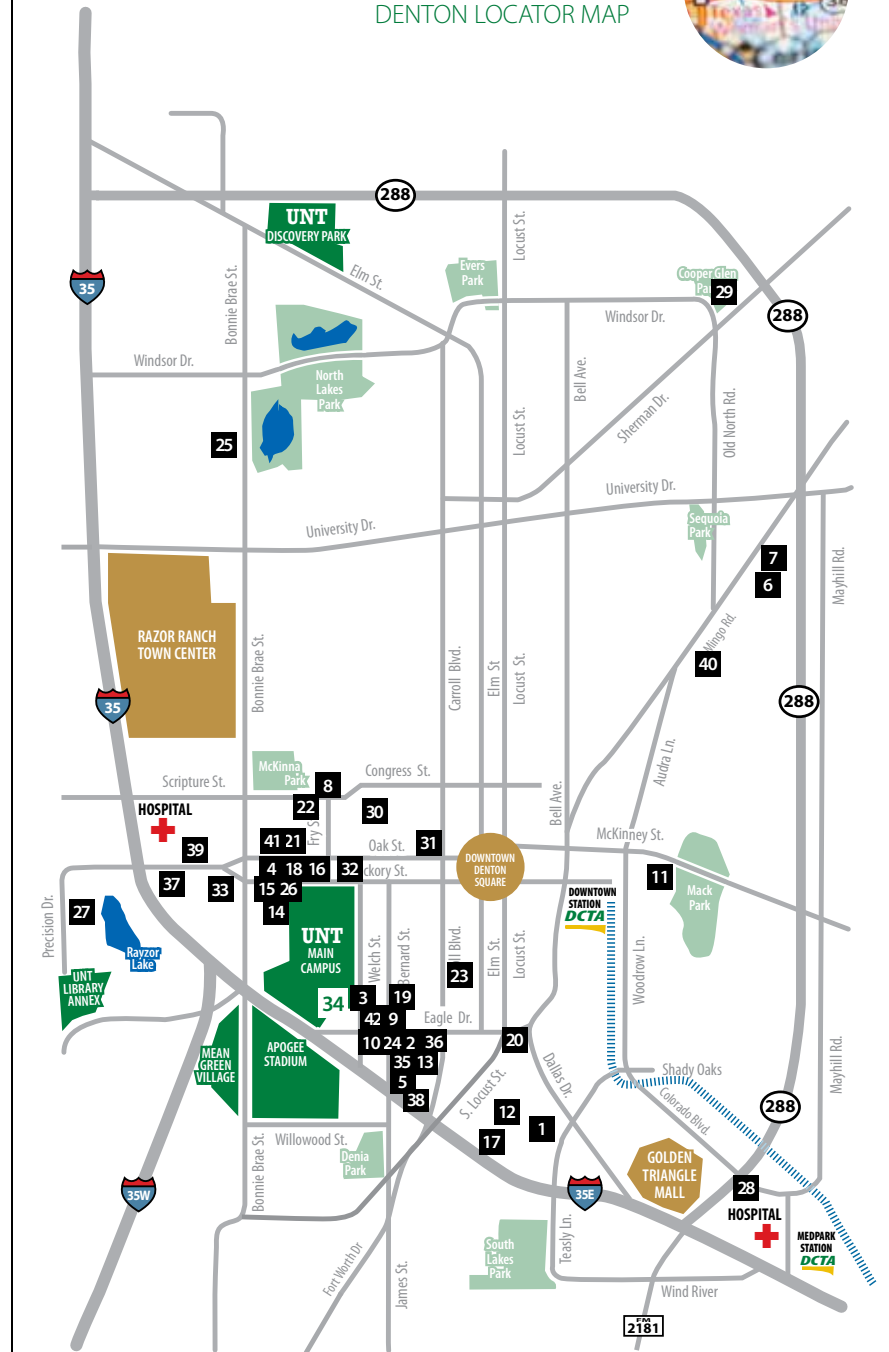 DENTON LOCATOR MAP
Texas
288
UNT
DISCOVERY PARK
Locust St.
Evers
Park
Elm St.
Bonnie Brae St.
35
Cooper Glen
29
288
Windsor Dr.
Windsor Dr.
Bell Ave.
North
Lakes
Park
Old North Rd.
Sherman Dr.
Locust St.
25
University Dr.
University Dr.
Sequoia
Park
7
6
Mayhill Rd.
RAZOR RANCH
TOWN CENTER
Bonnie Brae St.
Carroll Blvd.
Elm St
Locust St.
Mingo Rd.
40
35
288
Audra Ln.
McKinna
Park
Scripture St.
Congress St.
8
22
30
Fry S
Bell Ave.
HOSPITAL
39
41 21
Oak St.
31
McKinney St.
DOWNTOWN
DENTON
SQUARE
4 18 16 32
ckory St.
37
33
15 26
14
11
Mack
Park
DOWNTOWN
STATION
DCTA
Precision Dr.
27
Rayzor
Lake
UNT
MAIN
CAMPUS
Welch St.
Bernard St.
ll Blvd.
Elm St.
Locust St.
Woodrow Ln.
23
UNT
LIBRARY
ANNEX
34
3
19
42 9
Eagle Dr.
10 24 2 36
20
35 13
5
38
MEAN
GREEN
VILLAGE
APOGEE
STADIUM
Mayhill Rd.
Shady Oaks
Dallas Dr.
Colorado Blvd.
S. Locust St.
288
12
1
17
Willowood St.
Denia
Park
Bonnie Brae St.
GOLDEN
TRIANGLE
MALL
35W
35E
28
HOSPITAL
MEDPARK
STATION
DCTA
South
Lakes
Park
Teasly Ln.
Fort Worth Dr
James St.
Wind River
FM
2181